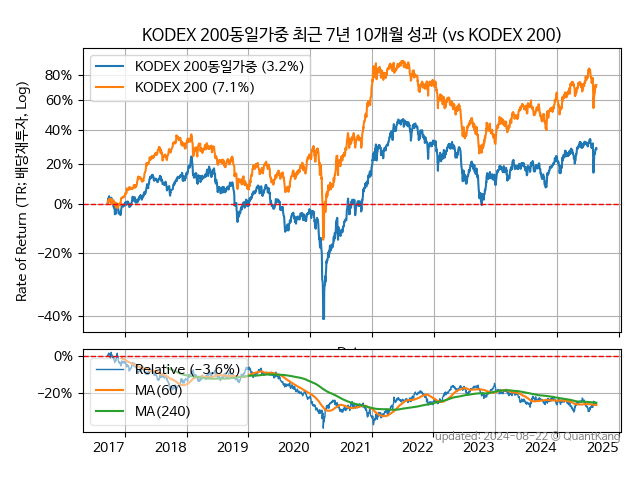 KODEX 200동일가중 최근 7년 10개월 성과 (vs KODEX 200)
KODEX 200동일가중 (3.2%)
KODEX 200 (7.1%)
Rate of Return (TR: 배당재투자, Log)
80%
60%
40%
20%
0%
−20%
−40%
0%
−20%
Relative (−3.6%)
MA(60)
MA(240)
2017
2018
2019
2020
2021
2022
2023
2024
2025
updated: 2024-08-22 © QuantKang